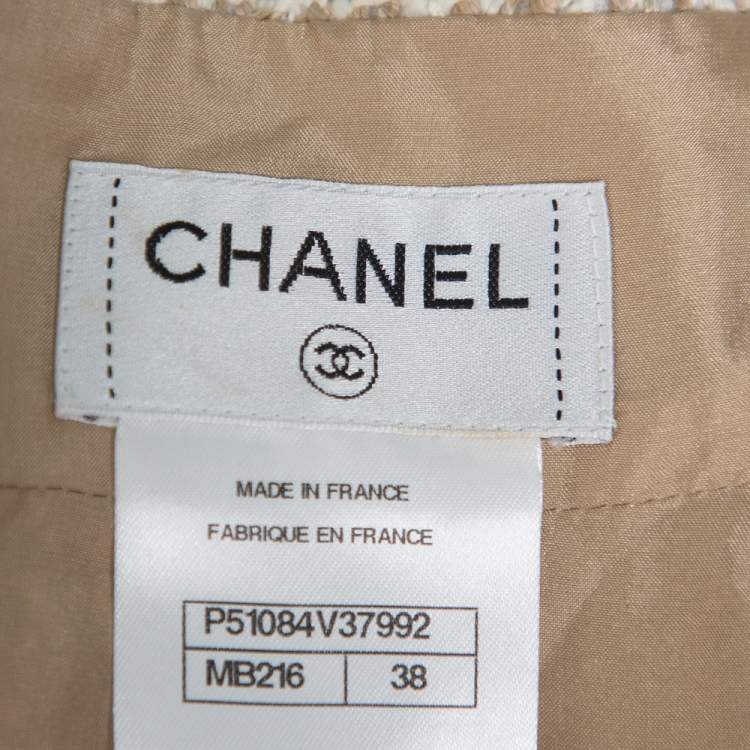 CHANEL
MADE IN FRANCE
FABRIQUE EN FRANCE
P51084V37992
MB216 38